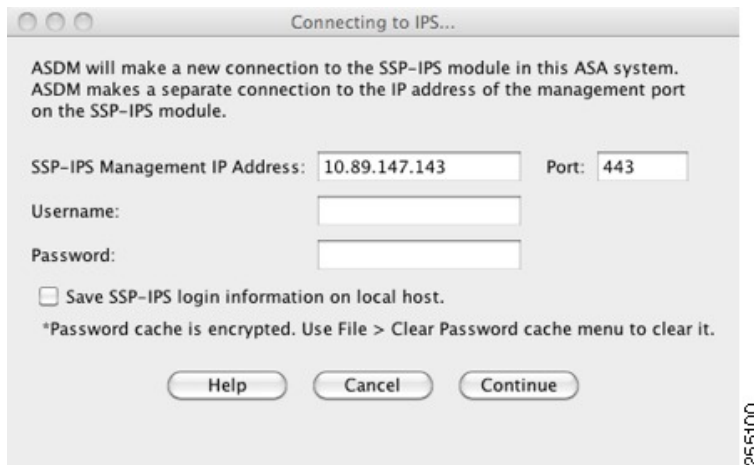 Connecting to IPS...
ASDM will make a new connection to the SSP-IPS module in this ASA system.
ASDM makes a separate connection to the IP address of the management port
on the SSP-IPS module.
SSP-IPS Management IP Address: 10.89.147.143 Port: 443
Username:
Password:
Save SSP-IPS login information on local host.
*Password cache is encrypted. Use File > Clear Password cache menu to clear it.
Help Cancel Continue
255100